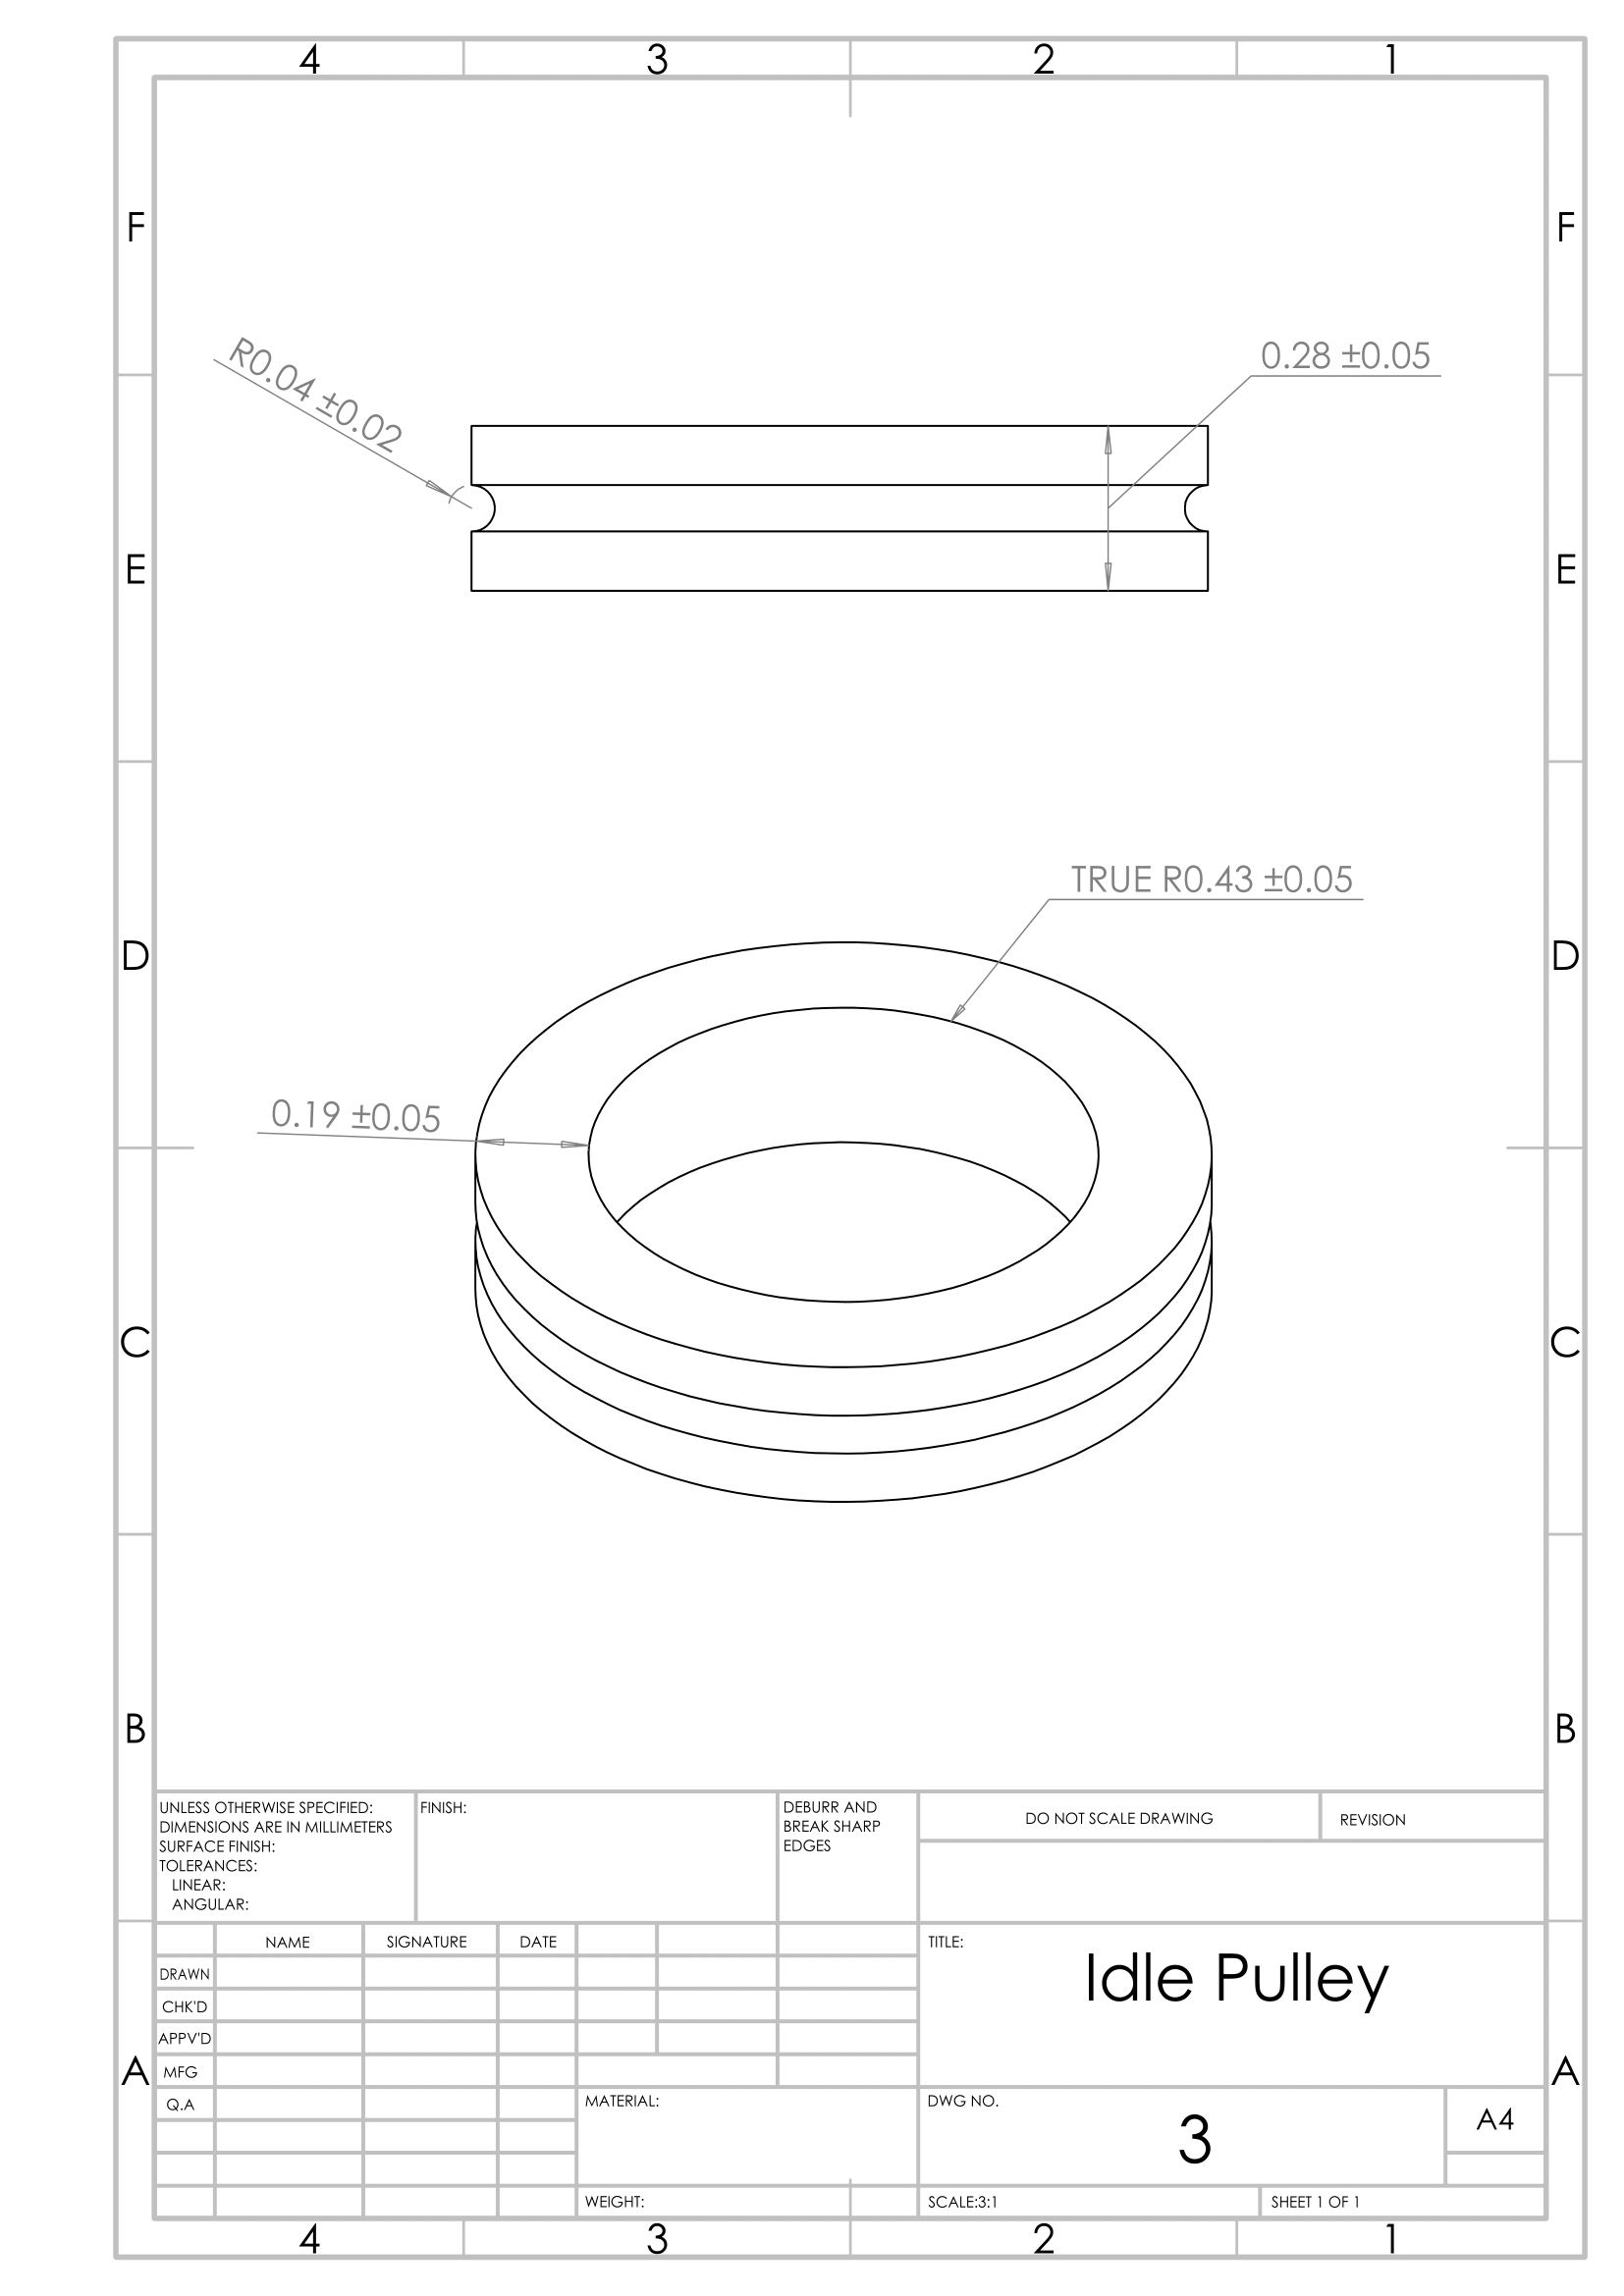 4 3 2 1
F F
R0.04 ±0.02
0.28 ±0.05
E E
TRUE R0.43 ±0.05
D D
0.19 ±0.05
C C
B B
UNLESS OTHERWISE SPECIFIED:
DIMENSIONS ARE IN MILLIMETERS
SURFACE FINISH:
TOLERANCES:
LINEAR:
ANGULAR:
FINISH:
DEBURR AND
BREAK SHARP
EDGES
DO NOT SCALE DRAWING
REVISION
NAME SIGNATURE DATE
DRAWN
CHK'D
APPV'D
MFG
Q.A
TITLE:
Idle Pulley
A A
MATERIAL:
DWG NO.
3
A4
WEIGHT:
SCALE:3:1
SHEET 1 OF 1
4 3 2 1